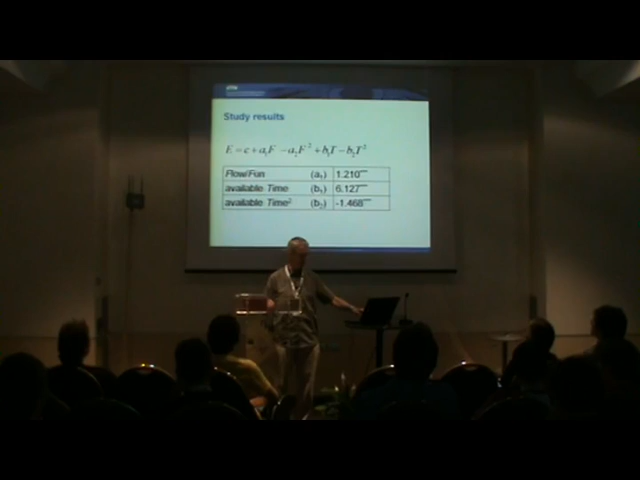 Study results
E = c + a₁F − a₂F² + b₁T − b₂T²
Flow/Fun (a₁) 1.210***
available Time (b₁) 6.127***
available Time² (b₂) -1.468***